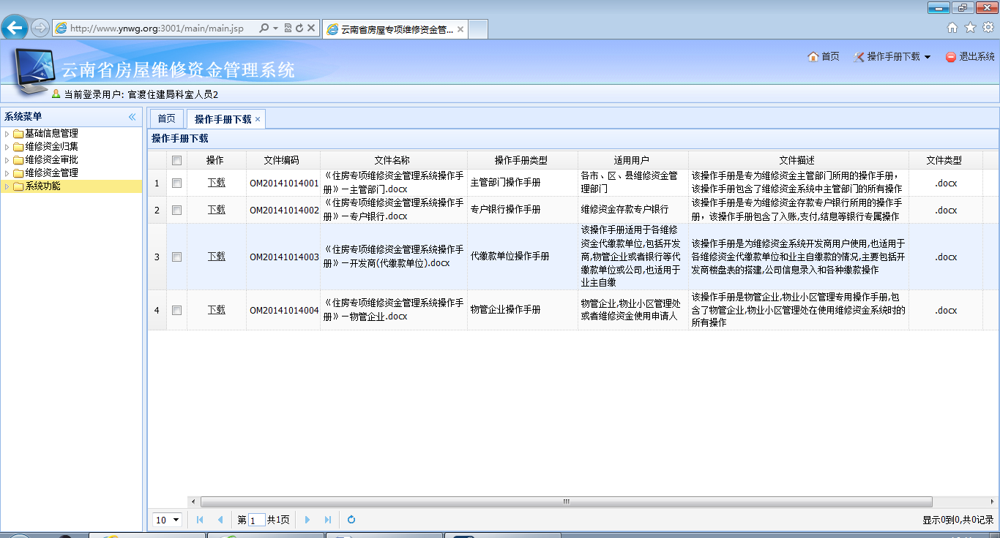 http://www.ynwg.org:3001/main/main.jsp
云南省房屋专项维修资金管...
云南省房屋维修资金管理系统
首页
操作手册下载
退出系统
当前登录用户: 官渡住建局科室人员2
系统菜单
基础信息管理
维修资金归集
维修资金审批
维修资金管理
系统功能
首页
操作手册下载
操作手册下载
操作 文件编码 文件名称 操作手册类型 适用用户 文件描述 文件类型
1 下载 OM20141014001
《住房专项维修资金管理系统操作手
册》—主管部门.docx
主管部门操作手册
各市、区、县维修资金管
理部门
该操作手册是专为维修资金主管部门所用的操作手册，
该操作手册包含了维修资金系统中主管部门的所有操作
.docx
2 下载 OM20141014002
《住房专项维修资金管理系统操作手
册》—专户银行.docx
专户银行操作手册
维修资金存款专户银行
该操作手册是专为维修资金存款专户银行所用的操作手
册，该操作手册包含了入账,支付,结息等银行专属操作
.docx
3 下载 OM20141014003
《住房专项维修资金管理系统操作手
册》—开发商(代缴款单位).docx
代缴款单位操作手册
该操作手册适用于各维修
资金代缴款单位,包括开发
商,物管企业或者银行等代
缴款单位或公司,也适用于
业主自缴
该操作手册是为维修资金系统开发商用户使用,也适用于
各维修资金代缴款单位和业主自缴款的情况,主要包括开
发商楼盘表的搭建,公司信息录入和各种缴款操作
.docx
4 下载 OM20141014004
《住房专项维修资金管理系统操作手
册》—物管企业.docx
物管企业操作手册
物管企业,物业小区管理处
或者维修资金使用申请人
该操作手册是物管企业,物业小区管理专用操作手册,包
含了物管企业,物业小区管理处在使用维修资金系统时的
所有操作
.docx
10 第 1 共1页
显示0到0,共0记录